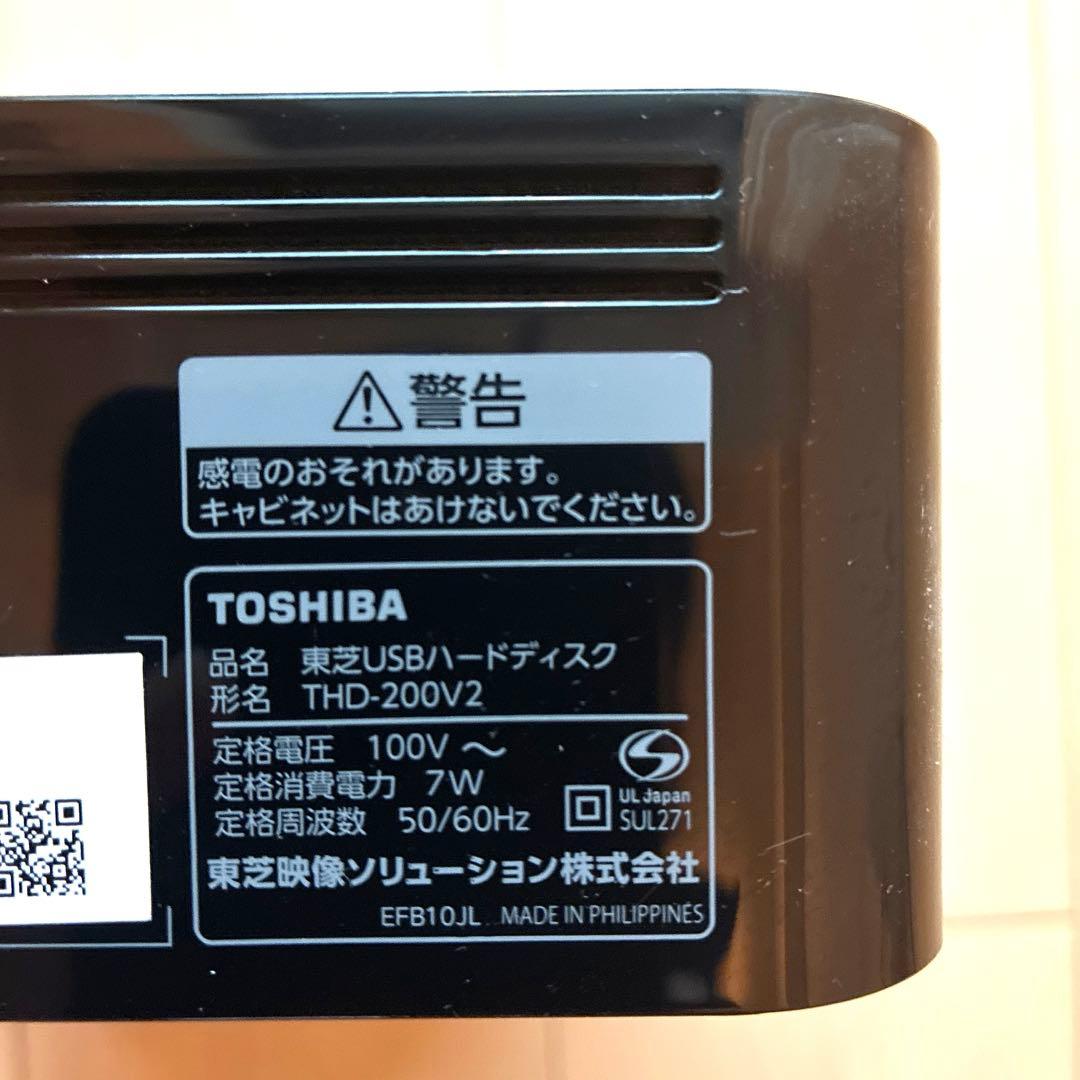 警告
感電のおそれがあります。
キャビネットはあけないでください。
TOSHIBA
品名 東芝USBハードディスク
形名 THD-200V2
定格電圧 100V ～
定格消費電力 7W
定格周波数 50/60Hz
UL Japan
SUL271
東芝映像ソリューション株式会社
EFB10JL MADE IN PHILIPPINES